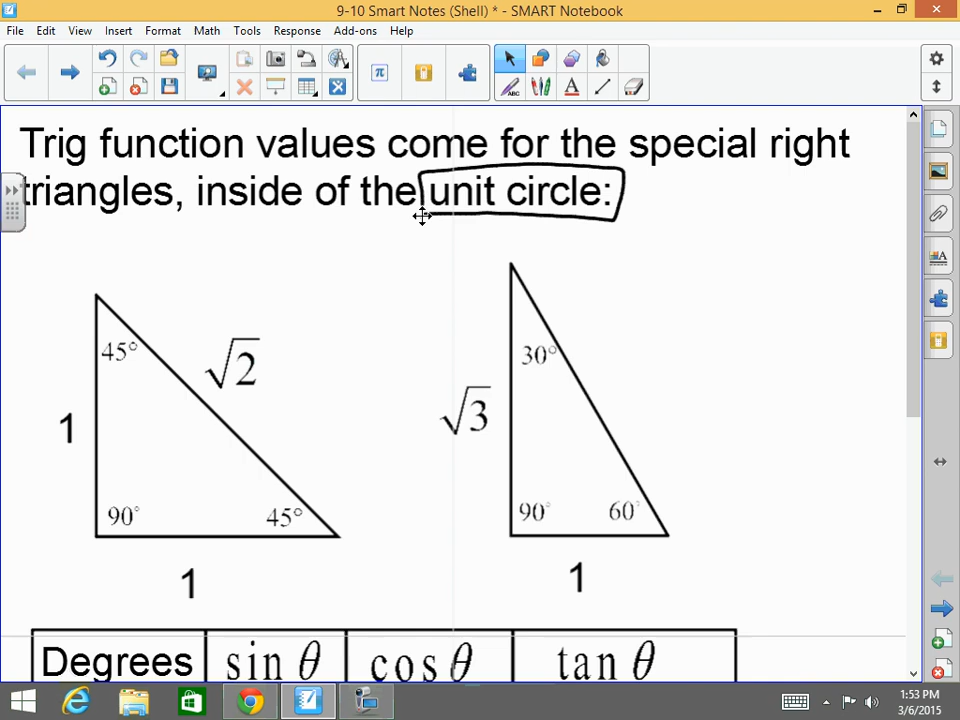 9-10 Smart Notes (Shell) * - SMART Notebook
File Edit View Insert Format Math Tools Response Add-ons Help
π ABC A
Trig function values come for the special right
triangles, inside of the unit circle:
45°
√2
30°
√3
1
90° 45°
90° 60°
1
1
Degrees sin θ cos θ tan θ
1:53 PM
3/6/2015